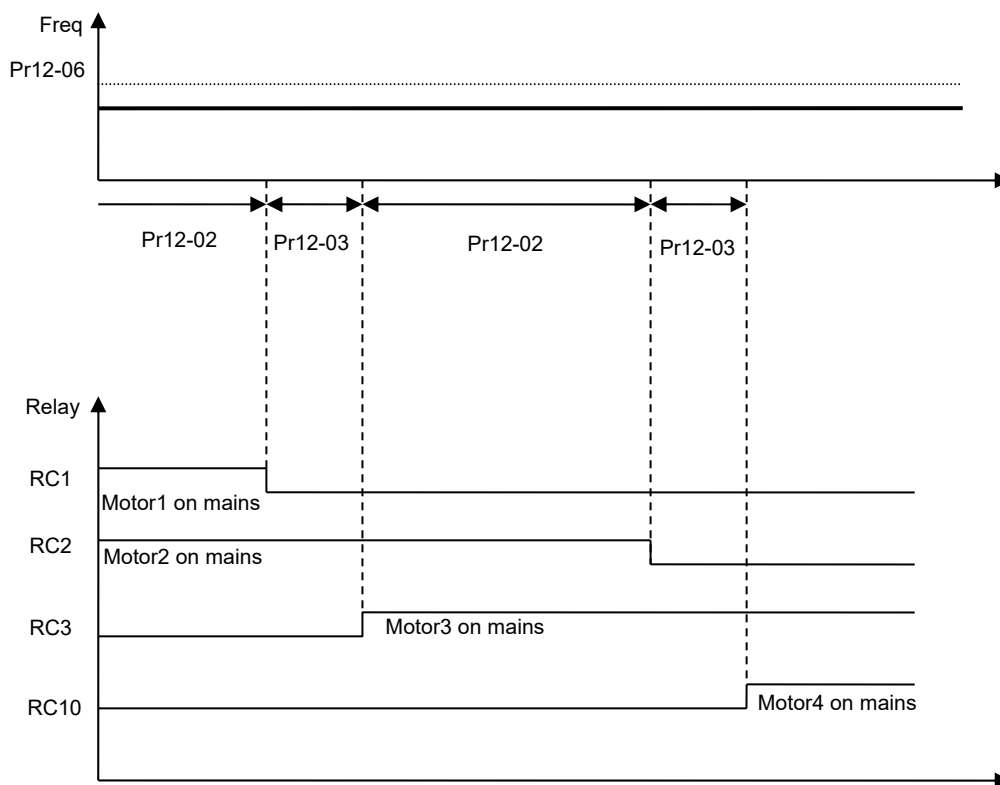 Freq
Pr12-06
Pr12-02
Pr12-03
Pr12-02
Pr12-03
Relay
RC1
Motor1 on mains
RC2
Motor2 on mains
RC3
Motor3 on mains
RC10
Motor4 on mains